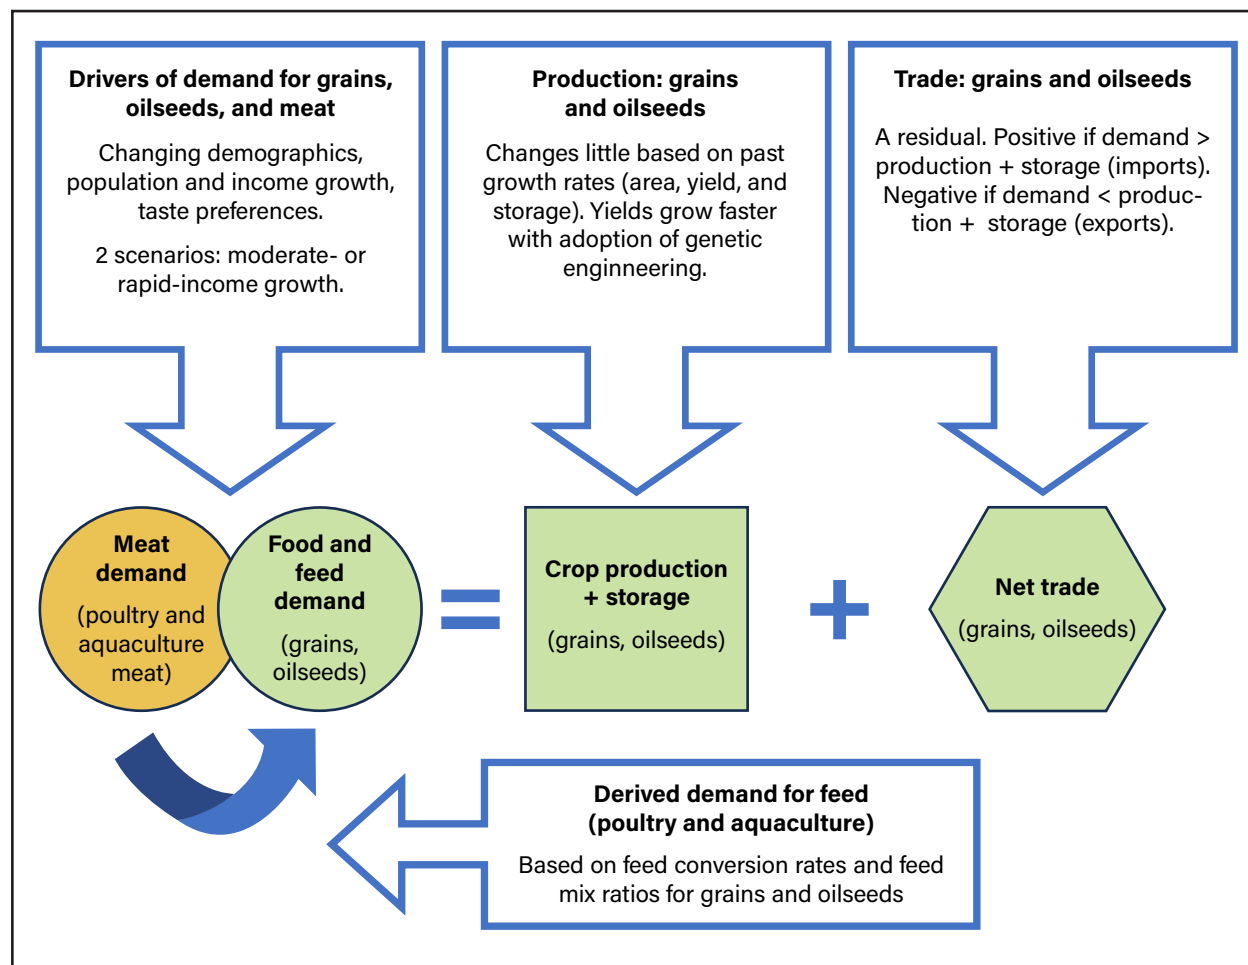 Drivers of demand for grains,
oilseeds, and meat
Changing demographics,
population and income growth,
taste preferences.
2 scenarios: moderate- or
rapid-income growth.
Production: grains
and oilseeds
Changes little based on past
growth rates (area, yield, and
storage). Yields grow faster
with adoption of genetic
enginneering.
Trade: grains and oilseeds
A residual. Positive if demand >
production + storage (imports).
Negative if demand < produc-
tion + storage (exports).
Meat
demand
(poultry and
aquaculture
meat)
Food and
feed
demand
(grains,
oilseeds)
=
Crop production
+ storage
(grains, oilseeds)
+
Net trade
(grains, oilseeds)
Derived demand for feed
(poultry and aquaculture)
Based on feed conversion rates and feed
mix ratios for grains and oilseeds